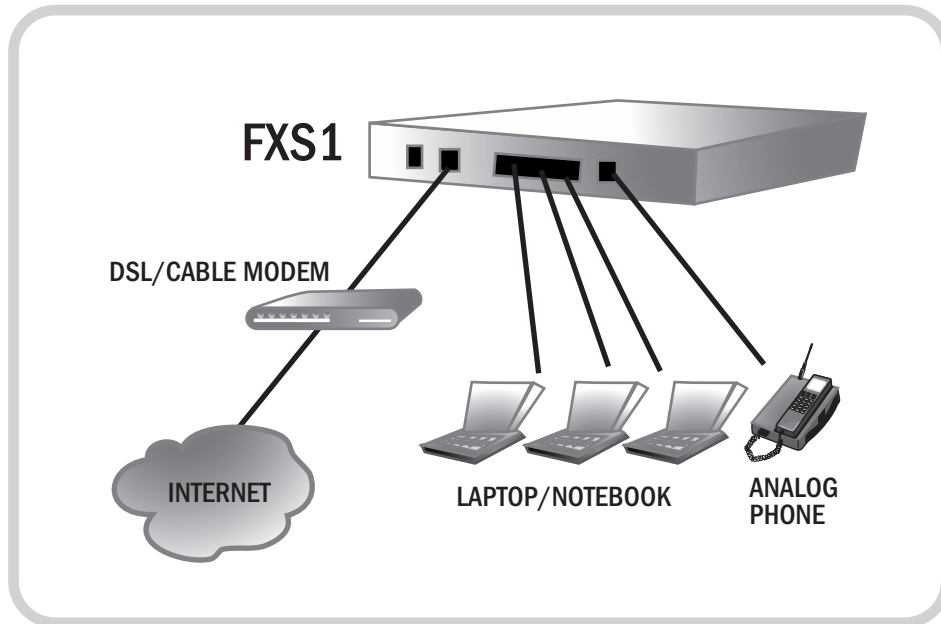 FXS1
DSL/CABLE MODEM
INTERNET
LAPTOP/NOTEBOOK
ANALOG
PHONE